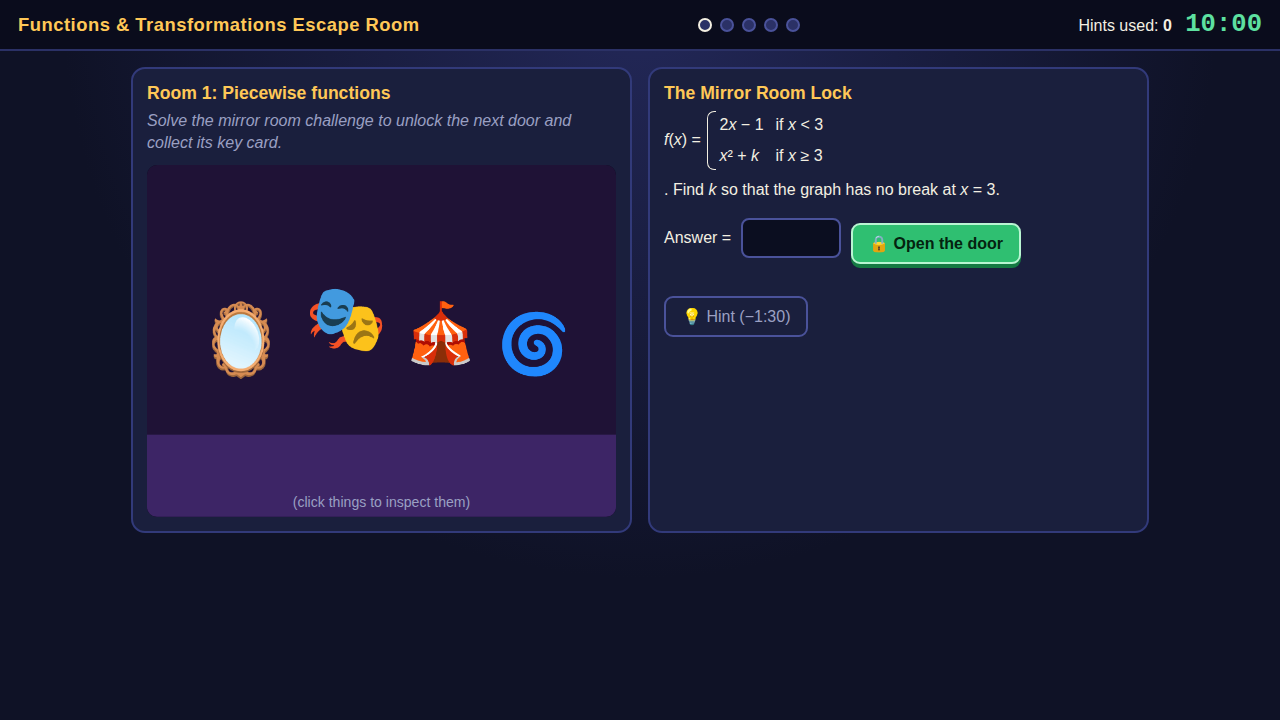 Functions & Transformations Escape Room
Hints used: 0 10:00
Room 1: Piecewise functions
Solve the mirror room challenge to unlock the next door and
collect its key card.
(click things to inspect them)
The Mirror Room Lock
f(x) =
2x − 1 if x < 3
x² + k if x ≥ 3
. Find k so that the graph has no break at x = 3.
Answer =
🔒 Open the door
💡 Hint (−1:30)